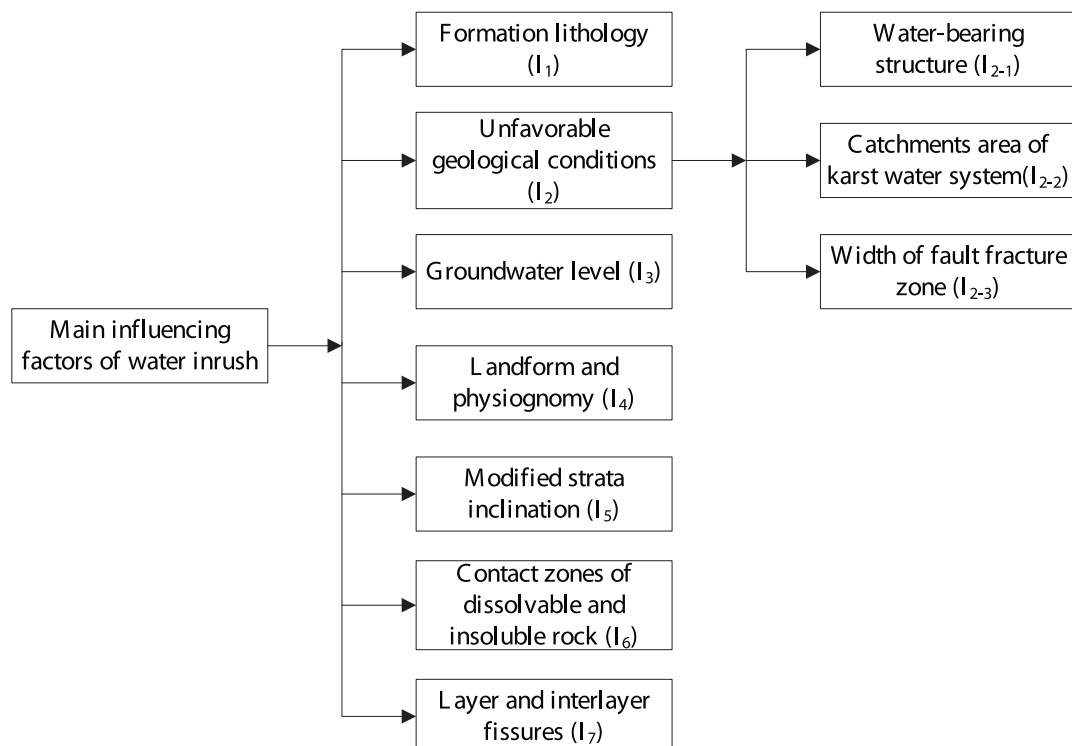 Main influencing
factors of water inrush
Formation lithology
(I₁)
Unfavorable
geological conditions
(I₂)
Groundwater level (I₃)
Landform and
physiognomy (I₄)
Modified strata
inclination (I₅)
Contact zones of
dissolvable and
insoluble rock (I₆)
Layer and interlayer
fissures (I₇)
Water-bearing
structure (I₂₋₁)
Catchments area of
karst water system(I₂₋₂)
Width of fault fracture
zone (I₂₋₃)